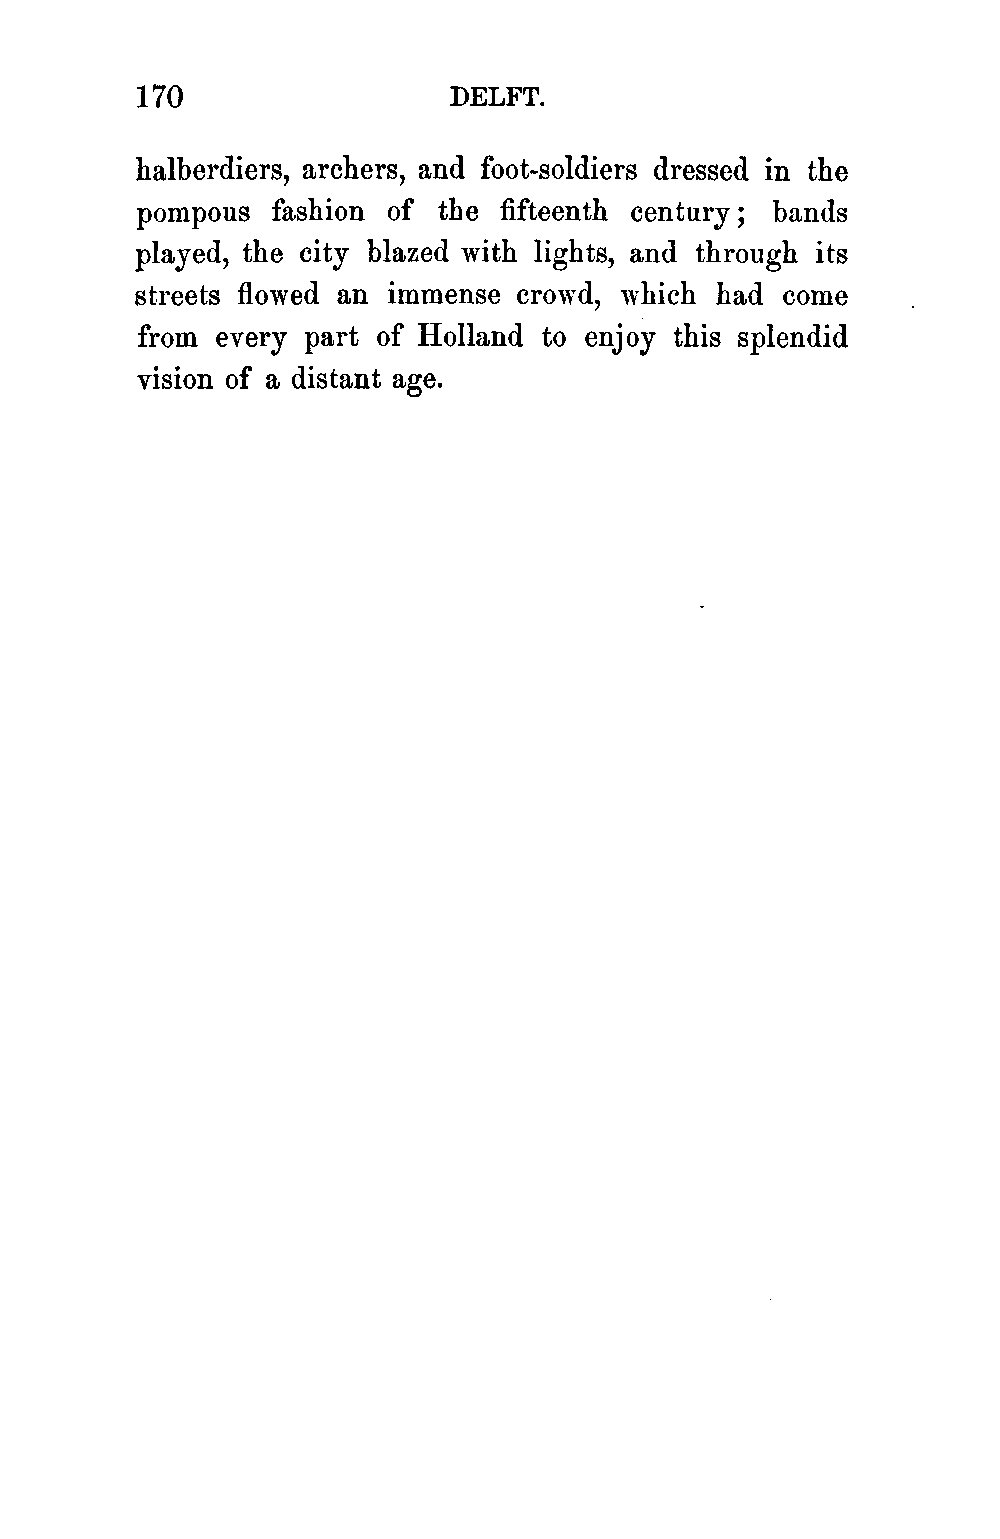 170 DELFT.
halberdiers, archers, and foot-soldiers dressed in the
pompous fashion of the fifteenth century; bands
played, the city blazed with lights, and through its
streets flowed an immense crowd, which had come
from every part of Holland to enjoy this splendid
vision of a distant age.